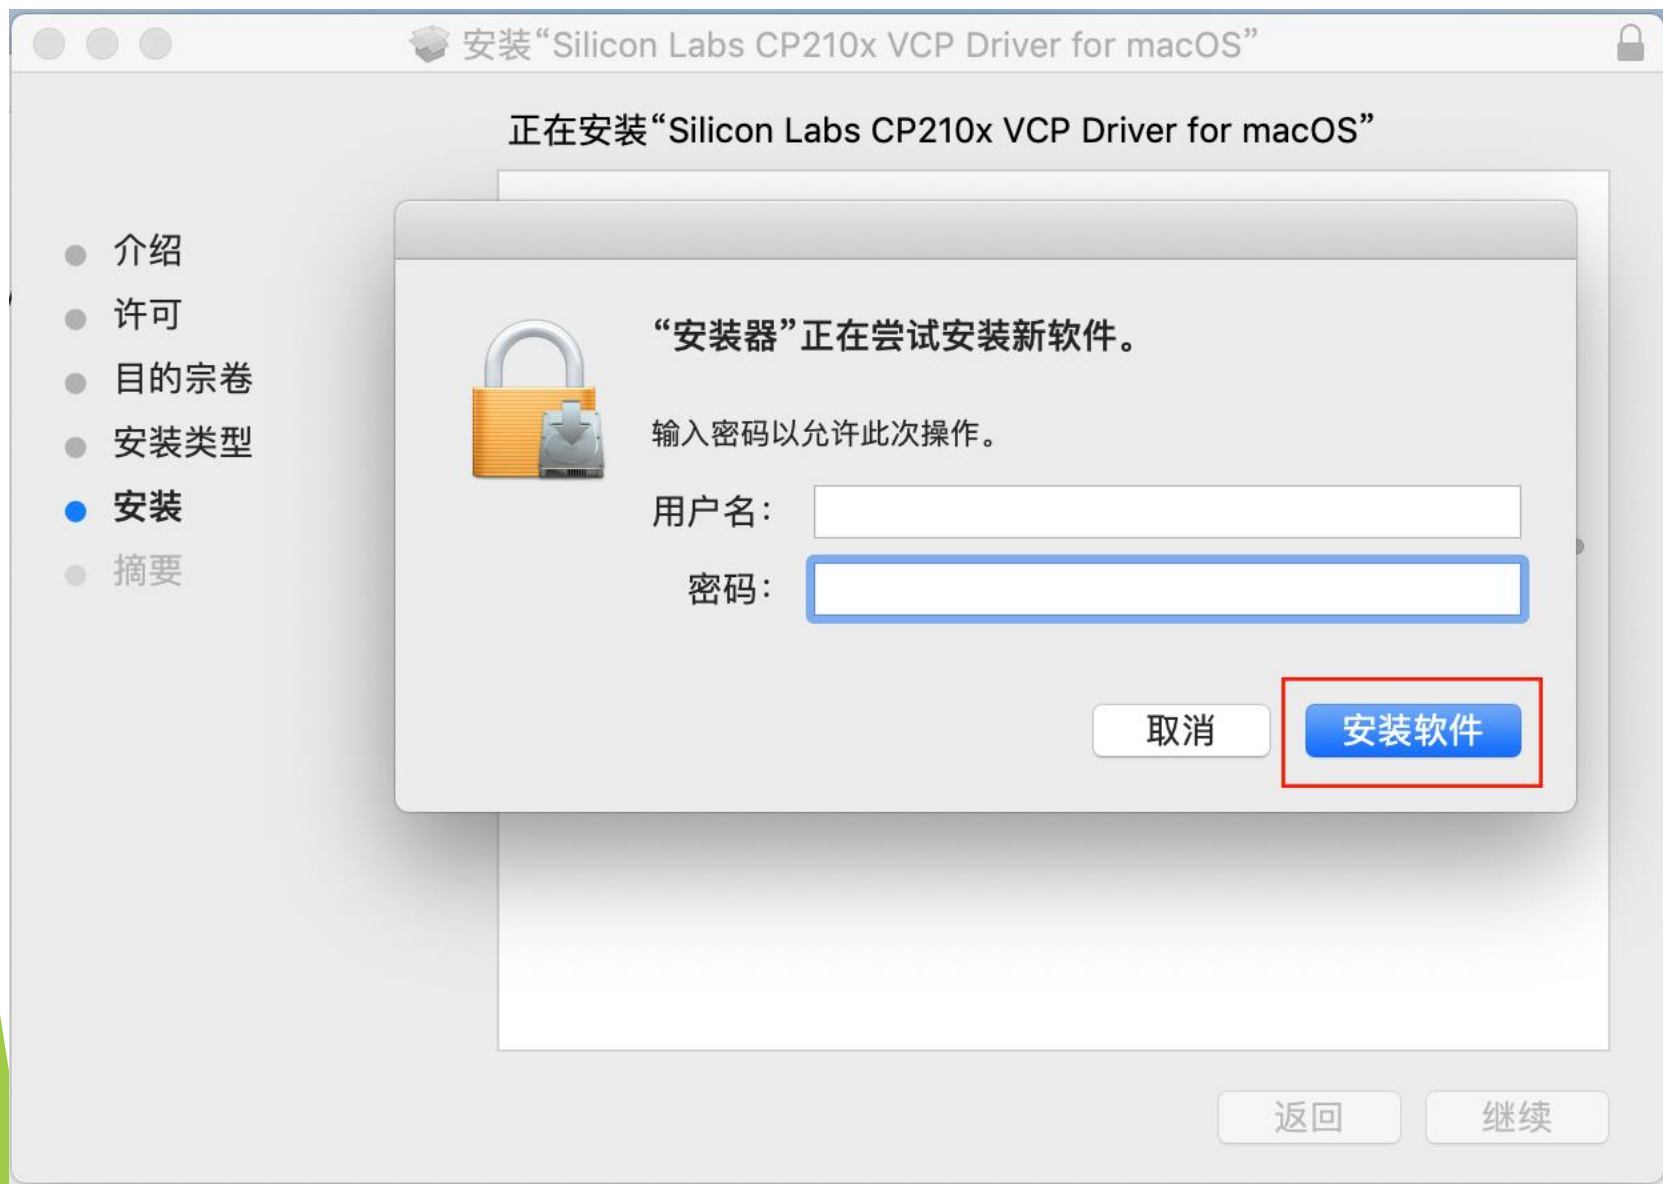 安装“Silicon Labs CP210x VCP Driver for macOS”
正在安装“Silicon Labs CP210x VCP Driver for macOS”
介绍
许可
目的宗卷
安装类型
安装
摘要
“安装器”正在尝试安装新软件。
输入密码以允许此次操作。
用户名：
密码：
取消
安装软件
返回
继续